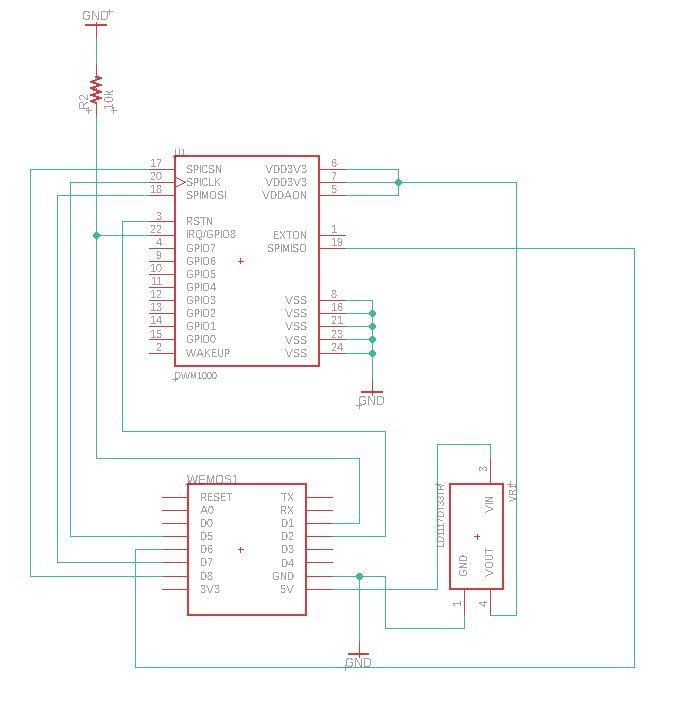 GND
R2
10k
U1
17 SPICSN VDD3V3 6
20 SPICLK VDD3V3 7
18 SPIMOSI VDDAON 5
3 RSTN
22 IRQ/GPIO8 EXTON 1
4 GPIO7 SPIMISO 19
9 GPIO6
10 GPIO5
11 GPIO4
12 GPIO3 VSS 8
13 GPIO2 VSS 16
14 GPIO1 VSS 21
15 GPIO0 VSS 23
2 WAKEUP VSS 24
DWM1000
GND
WEMOS1
RESET TX
A0 RX
D0 D1
D5 D2
D6 D3
D7 D4
D8 GND
3V3 5V
GND
3
VIN
LD1117DT33TR
VR1
GND
VOUT
1
4